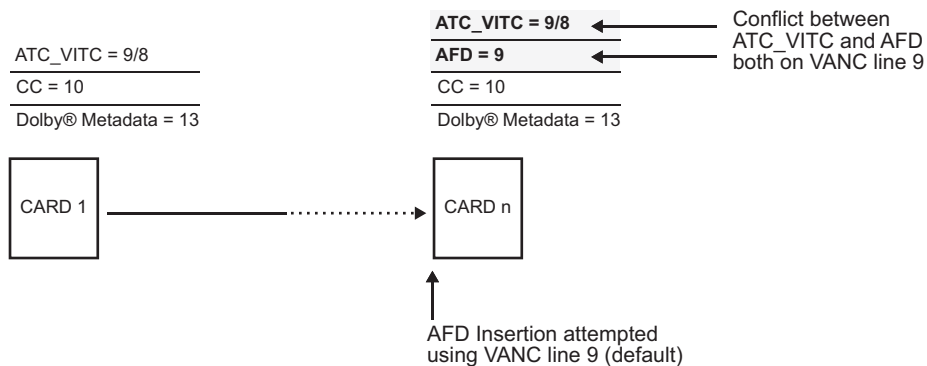 ATC_VITC = 9/8
CC = 10
Dolby® Metadata = 13
CARD 1
ATC_VITC = 9/8
AFD = 9
CC = 10
Dolby® Metadata = 13
CARD n
Conflict between
ATC_VITC and AFD
both on VANC line 9
AFD Insertion attempted
using VANC line 9 (default)